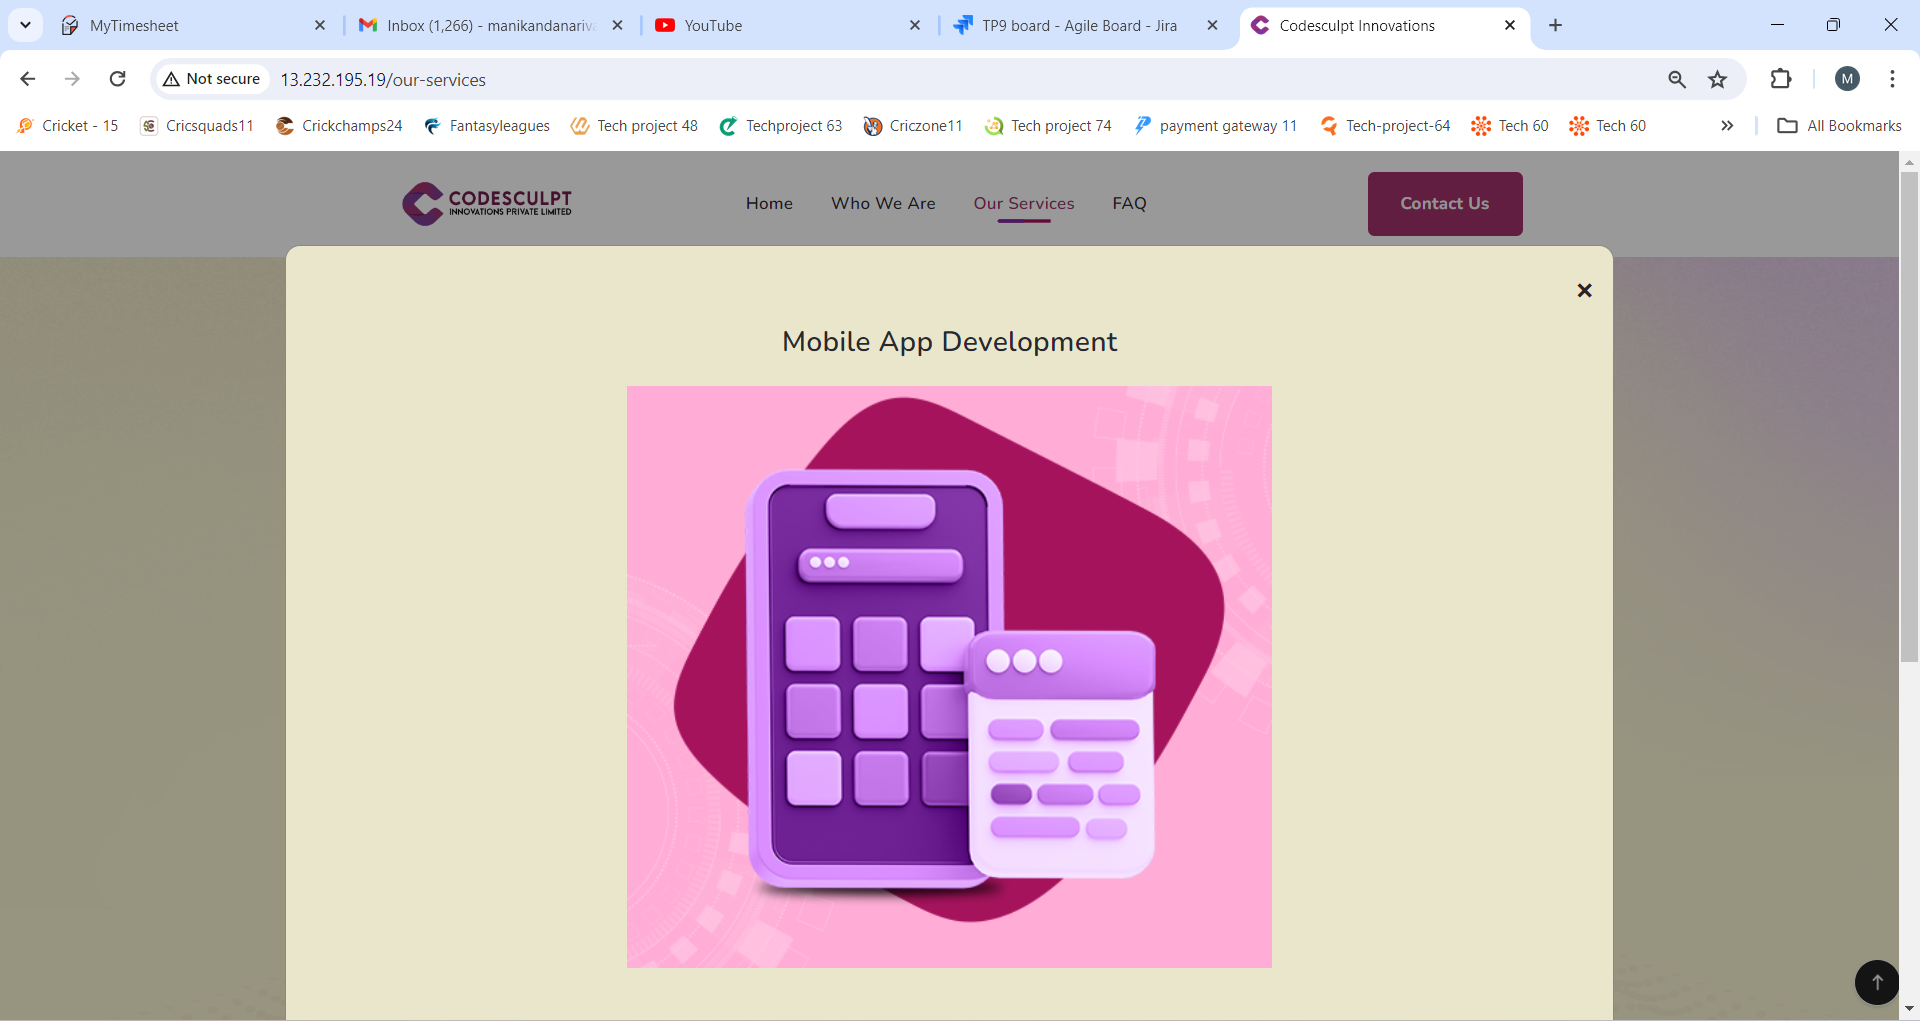 MyTimesheet
Inbox (1,266) - manikandanariva
YouTube
TP9 board - Agile Board - Jira
Codesculpt Innovations
Not secure
13.232.195.19/our-services
M
Cricket - 15
Cricsquads11
Crickchamps24
Fantasyleagues
Tech project 48
Techproject 63
Criczone11
Tech project 74
payment gateway 11
Tech-project-64
Tech 60
Tech 60
All Bookmarks
CODESCULPT
INNOVATIONS PRIVATE LIMITED
Home
Who We Are
Our Services
FAQ
Contact Us
Mobile App Development